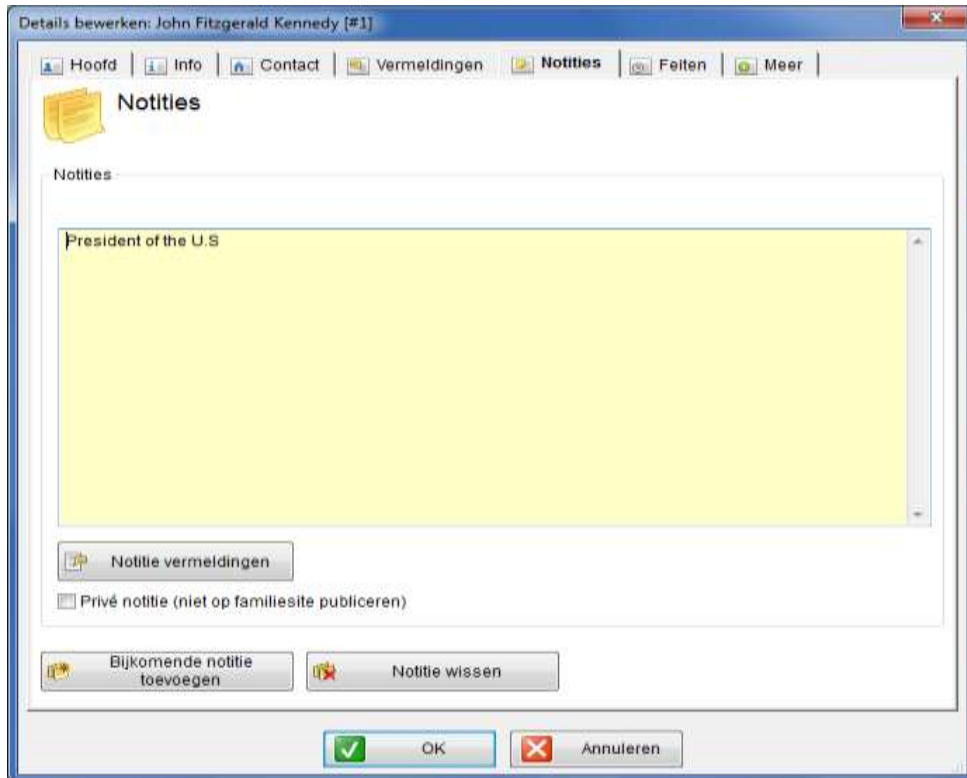 Details bewerken: John Fitzgerald Kennedy [#1]
Hoofd Info Contact Vermeldingen Notities Feiten Meer
Notities
Notities
President of the U.S
Notitie vermeldingen
Privé notitie (niet op familiesite publiceren)
Bijkomende notitie
toevoegen
Notitie wissen
OK Annuleren